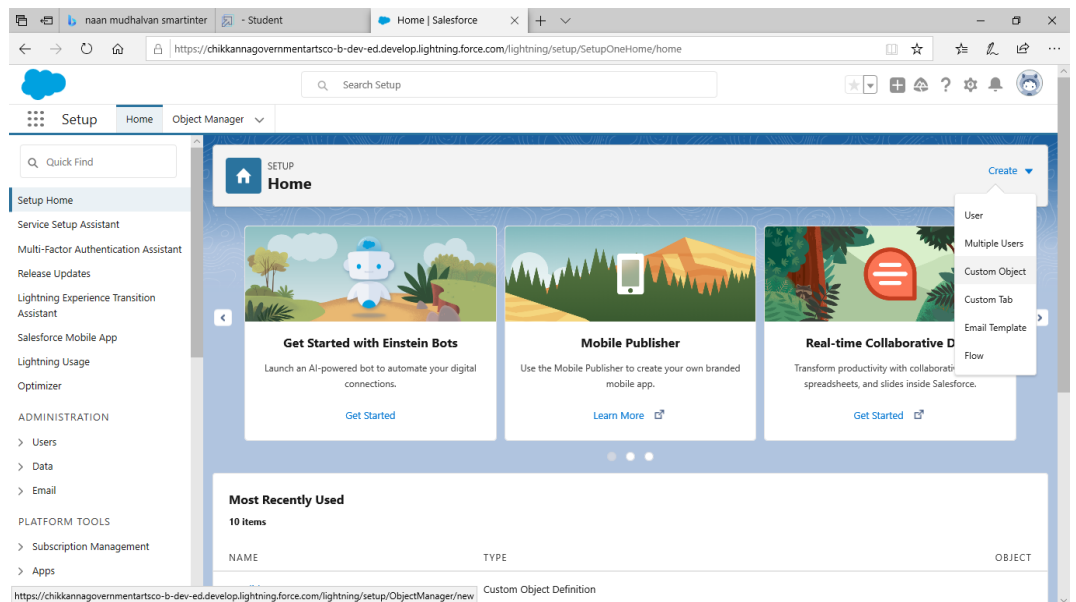 naan mudhalvan smartinter
- Student
Home | Salesforce
https://chikkannagovernmentartsco-b-dev-ed.develop.lightning.force.com/lightning/setup/SetupOneHome/home
Search Setup
Setup
Home
Object Manager
Quick Find
Setup Home
Service Setup Assistant
Multi-Factor Authentication Assistant
Release Updates
Lightning Experience Transition
Assistant
Salesforce Mobile App
Lightning Usage
Optimizer
ADMINISTRATION
Users
Data
Email
PLATFORM TOOLS
Subscription Management
Apps
SETUP
Home
Create
User
Multiple Users
Custom Object
Custom Tab
Email Template
Flow
Get Started with Einstein Bots
Launch an AI-powered bot to automate your digital
connections.
Get Started
Mobile Publisher
Use the Mobile Publisher to create your own branded
mobile app.
Learn More
Real-time Collaborative D
Transform productivity with collaborativ
spreadsheets, and slides inside Salesforce.
Get Started
Most Recently Used
10 items
NAME TYPE OBJECT
Custom Object Definition
https://chikkannagovernmentartsco-b-dev-ed.develop.lightning.force.com/lightning/setup/ObjectManager/new